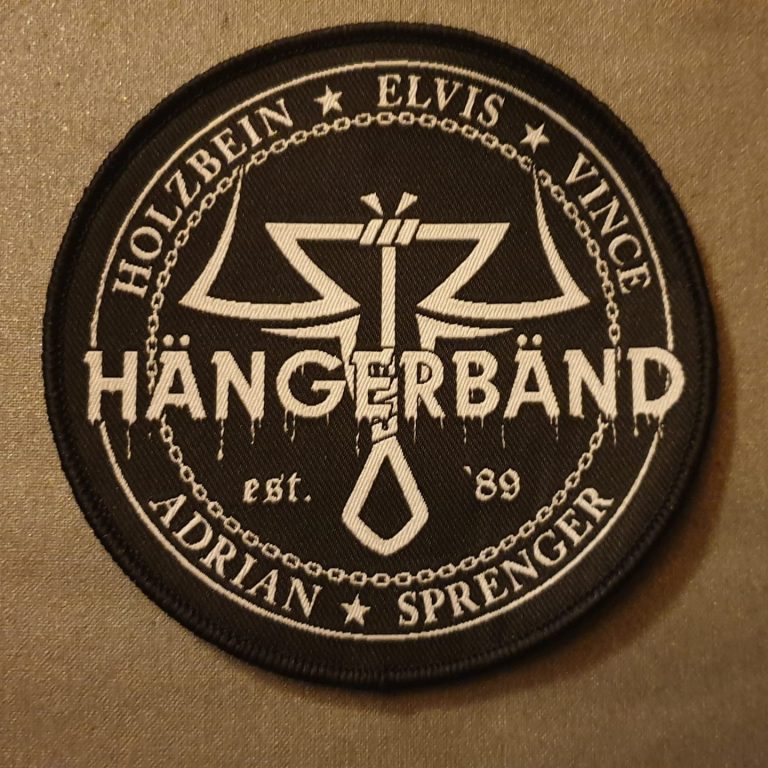 HOLZBEIN ★ ELVIS ★ VINCE
HÄNGERBÄND
est. `89
ADRIAN ★ SPRENGER